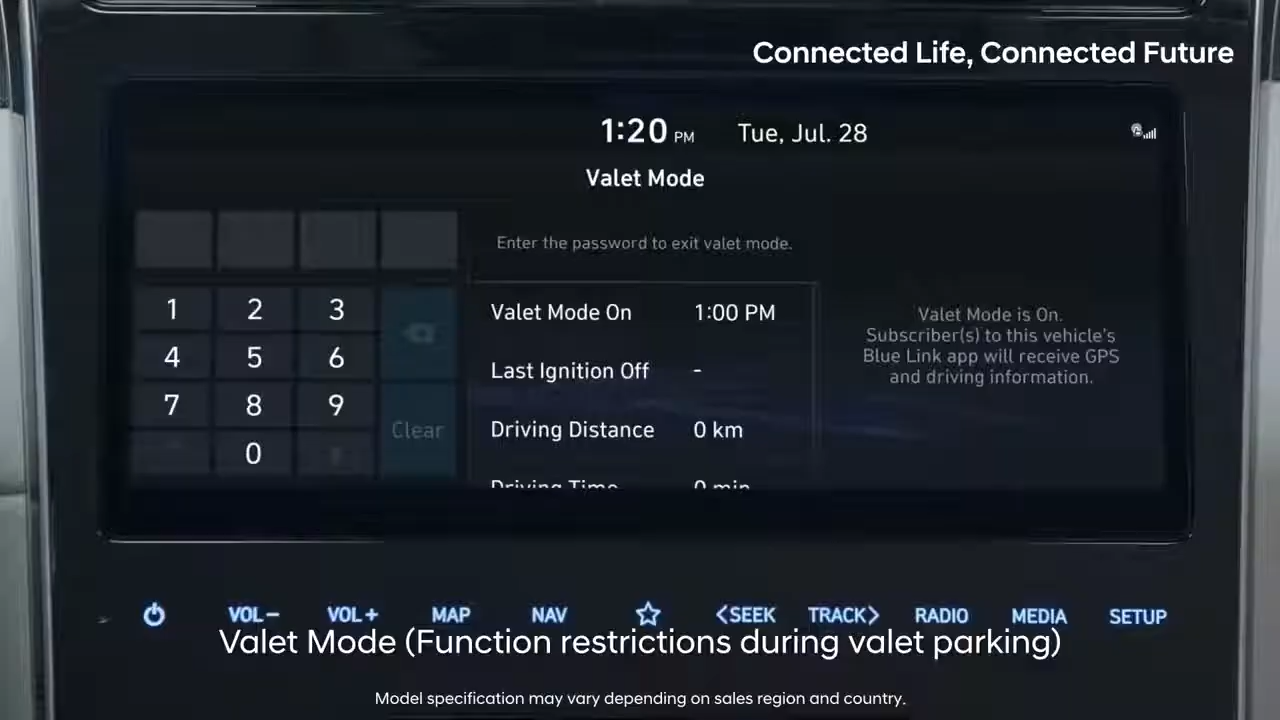 Connected Life, Connected Future
1:20 PM Tue, Jul. 28
Valet Mode
Enter the password to exit valet mode.
1 2 3
4 5 6
7 8 9
0
Clear
Valet Mode On 1:00 PM
Last Ignition Off -
Driving Distance 0 km
Driving Time 0 min
Valet Mode is On.
Subscriber(s) to this vehicle's
Blue Link app will receive GPS
and driving information.
VOL− VOL+ MAP NAV <SEEK TRACK> RADIO MEDIA SETUP
Valet Mode (Function restrictions during valet parking)
Model specification may vary depending on sales region and country.